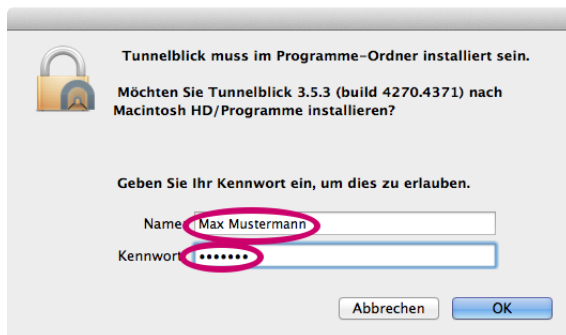 Tunnelblick muss im Programme-Ordner installiert sein.
Möchten Sie Tunnelblick 3.5.3 (build 4270.4371) nach
Macintosh HD/Programme installieren?
Geben Sie Ihr Kennwort ein, um dies zu erlauben.
Name: Max Mustermann
Kennwort: •••••••
Abbrechen OK